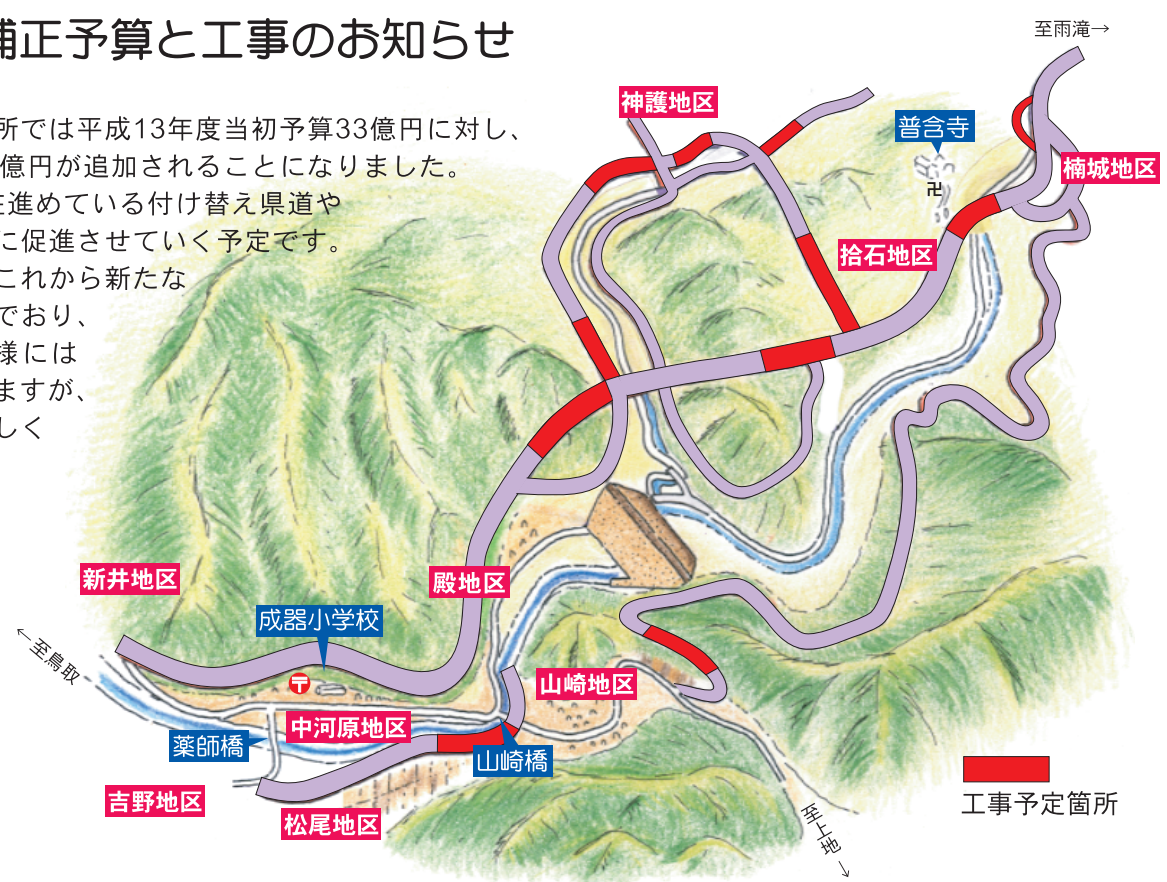 補正予算と工事のお知らせ
所では平成13年度当初予算33億円に対し、
億円が追加されることになりました。
進めている付け替え県道や
に促進させていく予定です。
これから新たな
でおり、
様には
ますが、
しく
至雨滝→
神護地区
普含寺
卍
楠城地区
拾石地区
新井地区
殿地区
成器小学校
←至鳥取
〒
山崎地区
中河原地区
薬師橋
山崎橋
吉野地区
松尾地区
工事予定箇所
至上地→